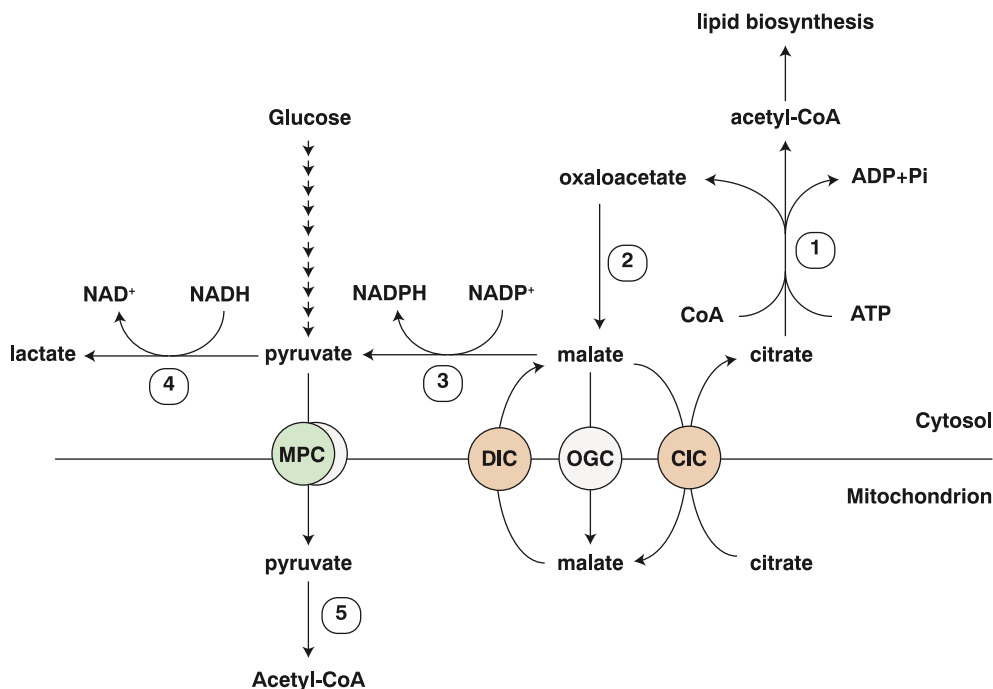 lipid biosynthesis
Glucose
acetyl-CoA
oxaloacetate
ADP+Pi
1
2
NAD⁺
NADH
NADPH
NADP⁺
CoA
ATP
lactate
pyruvate
malate
citrate
4
3
Cytosol
MPC
DIC
OGC
CIC
Mitochondrion
pyruvate
malate
citrate
5
Acetyl-CoA